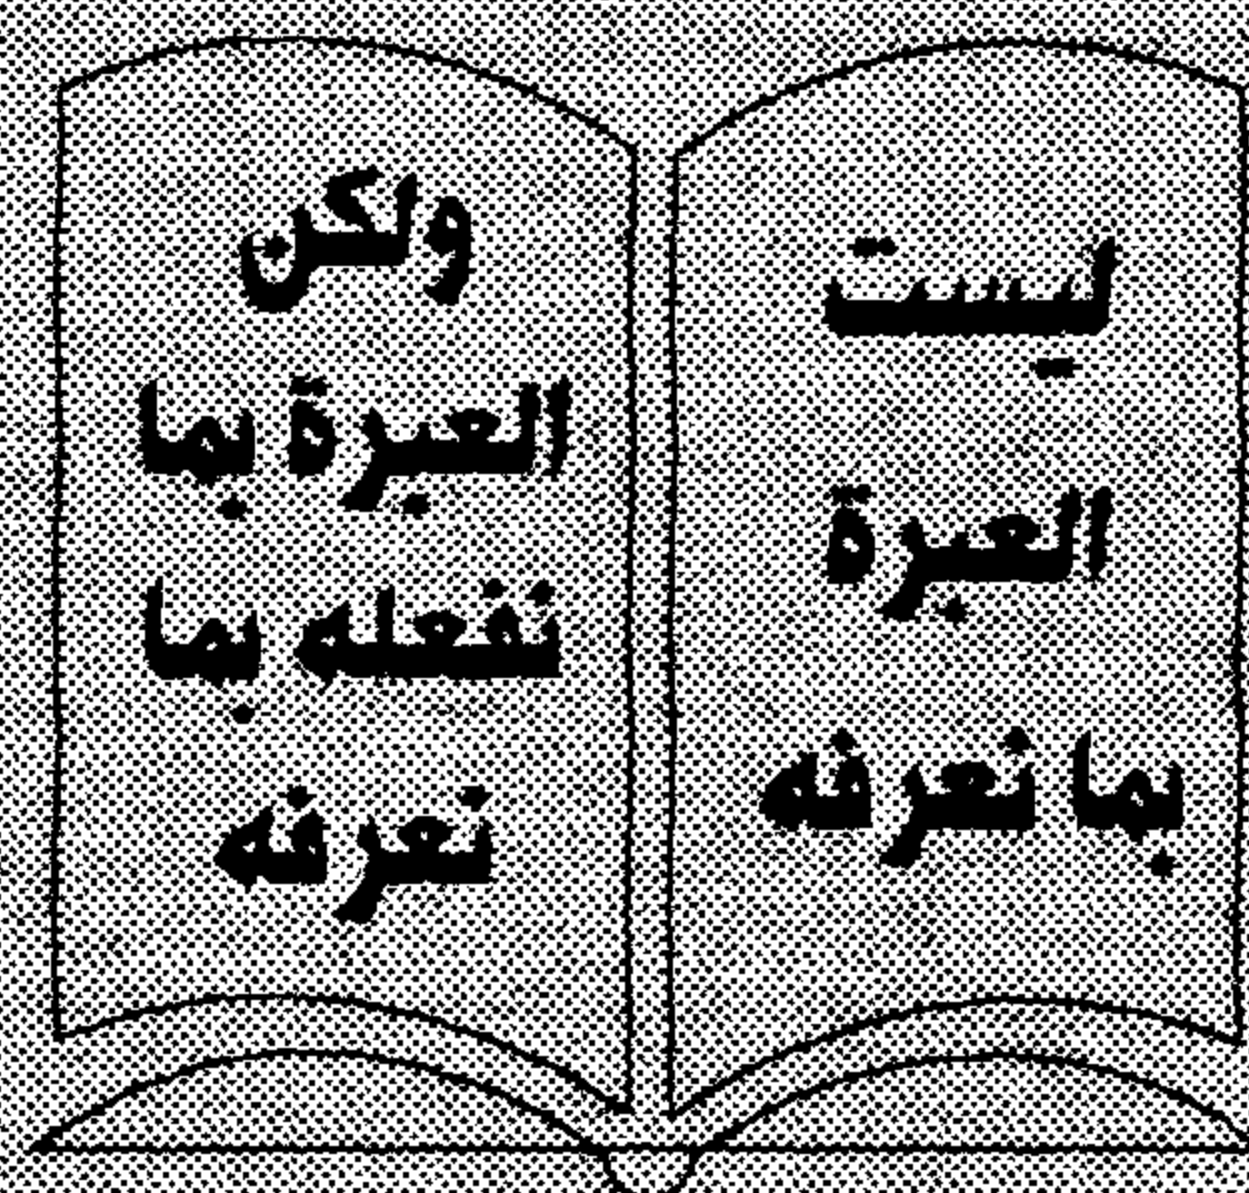 ليست
العبرة
بما نعرفه
ولكن
العبرة بما
نفعله بما
نعرفه